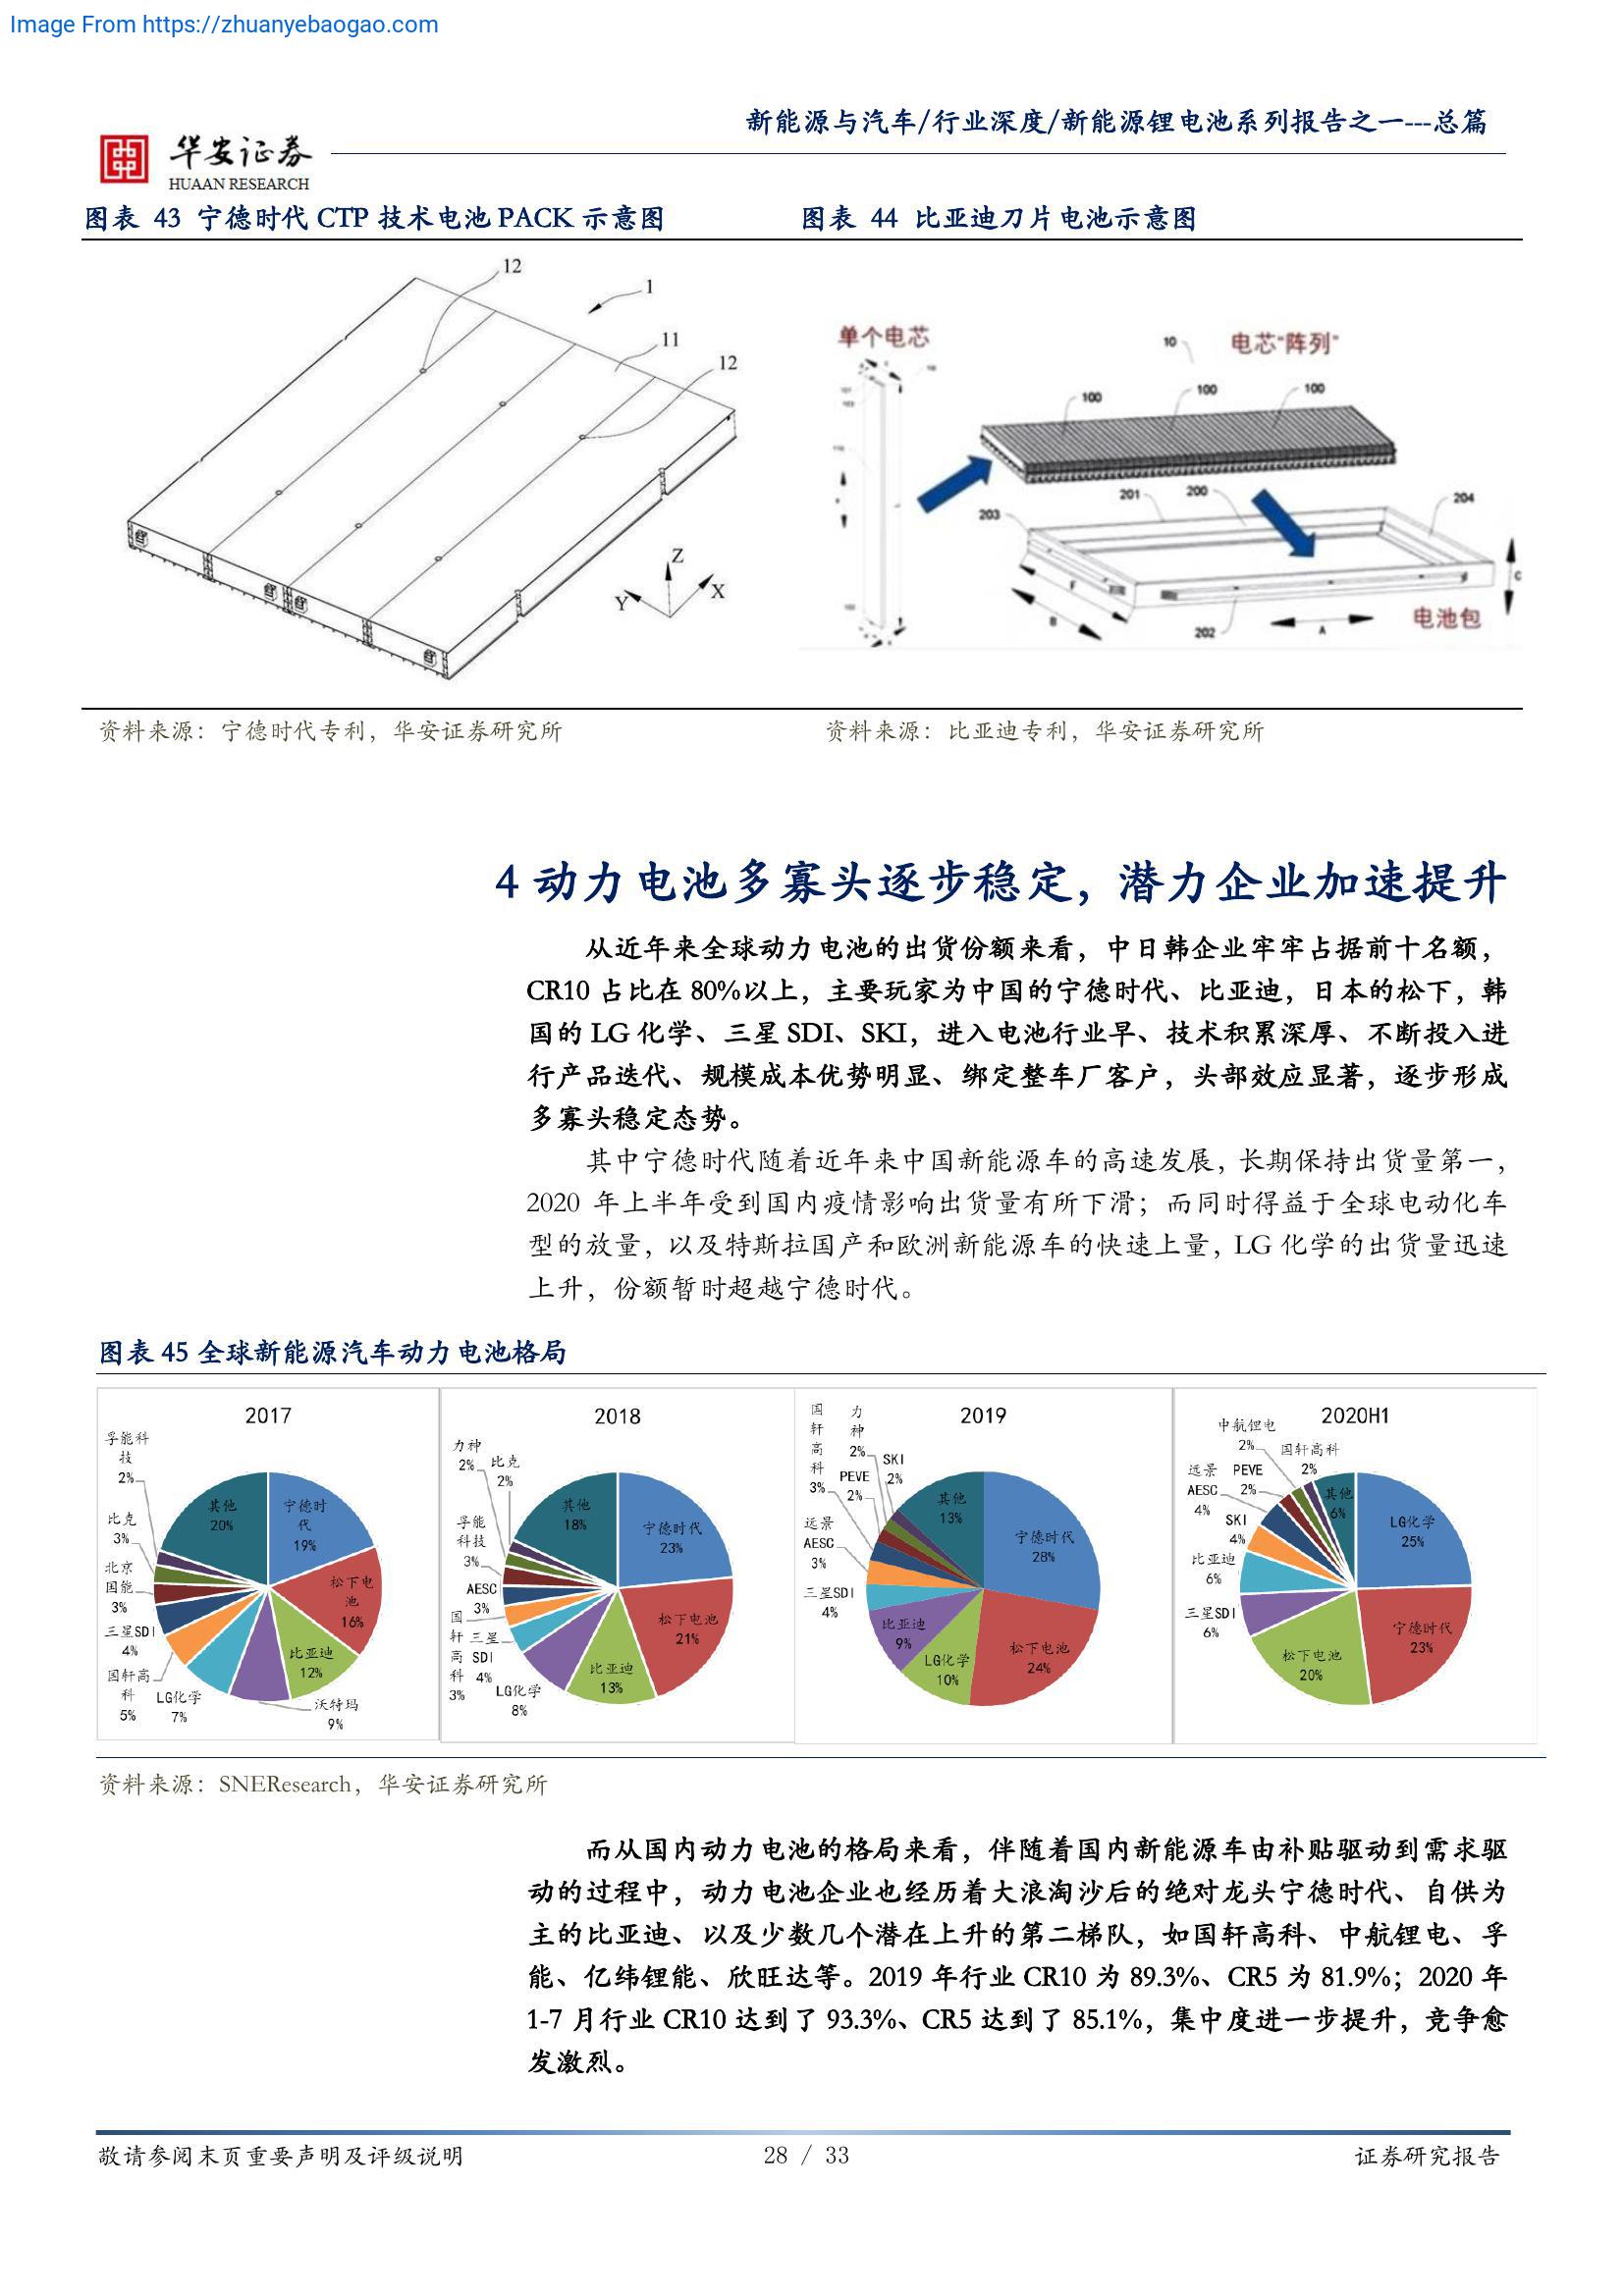 Image From https://zhuanyebaogao.com
新能源与汽车/行业深度/新能源锂电池系列报告之一---总篇
华安证券
HUAAN RESEARCH
图表 43 宁德时代 CTP 技术电池 PACK 示意图
图表 44 比亚迪刀片电池示意图
12
1
11
12
Z
X
Y
单个电芯
10
电芯“阵列”
100
100
100
201
200
204
203
F
B
A
C
202
电池包
资料来源：宁德时代专利，华安证券研究所
资料来源：比亚迪专利，华安证券研究所
4 动力电池多寡头逐步稳定，潜力企业加速提升
从近年来全球动力电池的出货份额来看，中日韩企业牢牢占据前十名额，
CR10 占比在 80%以上，主要玩家为中国的宁德时代、比亚迪，日本的松下，韩
国的 LG 化学、三星 SDI、SKI，进入电池行业早、技术积累深厚、不断投入进
行产品迭代、规模成本优势明显、绑定整车厂客户，头部效应显著，逐步形成
多寡头稳定态势。
其中宁德时代随着近年来中国新能源车的高速发展，长期保持出货量第一，
2020 年上半年受到国内疫情影响出货量有所下滑；而同时得益于全球电动化车
型的放量，以及特斯拉国产和欧洲新能源车的快速上量，LG 化学的出货量迅速
上升，份额暂时超越宁德时代。
图表 45 全球新能源汽车动力电池格局
2017
孚能科
技
2%
比克
3%
北京
国能
3%
三星SDI
4%
国轩高
科
5%
LG化学
7%
沃特玛
9%
比亚迪
12%
松下电
池
16%
宁德时
代
19%
其他
20%
2018
力神
2%
比克
2%
孚能
科技
3%
AESC
3%
国
轩
高
科
3%
三星
SDI
4%
LG化学
8%
比亚迪
13%
松下电池
21%
宁德时代
23%
其他
18%
2019
国
轩
高
科
3%
力
神
2%
SKI
2%
PEVE
2%
远景
AESC
3%
三星SDI
4%
比亚迪
9%
LG化学
10%
松下电池
24%
宁德时代
28%
其他
13%
2020H1
中航锂电
2%
国轩高科
2%
远景
AESC
4%
PEVE
2%
SKI
4%
比亚迪
6%
三星SDI
6%
松下电池
20%
宁德时代
23%
LG化学
25%
其他
6%
资料来源：SNEResearch，华安证券研究所
而从国内动力电池的格局来看，伴随着国内新能源车由补贴驱动到需求驱
动的过程中，动力电池企业也经历着大浪淘沙后的绝对龙头宁德时代、自供为
主的比亚迪、以及少数几个潜在上升的第二梯队，如国轩高科、中航锂电、孚
能、亿纬锂能、欣旺达等。2019 年行业 CR10 为 89.3%、CR5 为 81.9%；2020 年
1-7 月行业 CR10 达到了 93.3%、CR5 达到了 85.1%，集中度进一步提升，竞争愈
发激烈。
敬请参阅末页重要声明及评级说明
28 / 33
证券研究报告